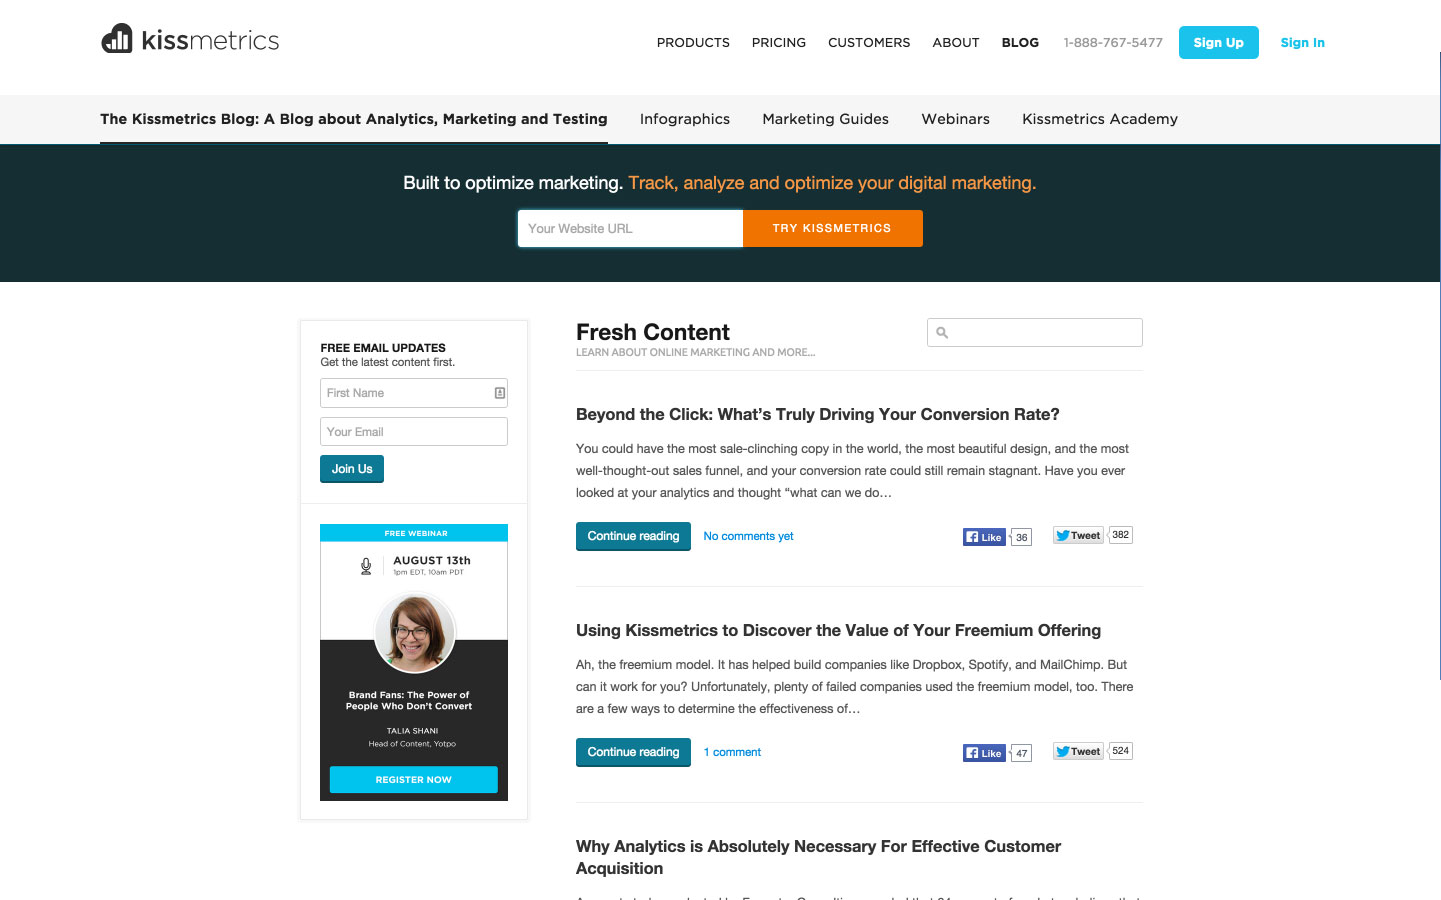 kissmetrics
PRODUCTS PRICING CUSTOMERS ABOUT BLOG 1-888-767-5477 Sign Up Sign In
The Kissmetrics Blog: A Blog about Analytics, Marketing and Testing Infographics Marketing Guides Webinars Kissmetrics Academy
Built to optimize marketing. Track, analyze and optimize your digital marketing.
Your Website URL TRY KISSMETRICS
FREE EMAIL UPDATES
Get the latest content first.
First Name
Your Email
Join Us
FREE WEBINAR
AUGUST 13th
1pm EDT, 10am PDT
Brand Fans: The Power of
People Who Don't Convert
TALIA SHANI
Head of Content, Yotpo
REGISTER NOW
Fresh Content
LEARN ABOUT ONLINE MARKETING AND MORE...
Beyond the Click: What's Truly Driving Your Conversion Rate?
You could have the most sale-clinching copy in the world, the most beautiful design, and the most
well-thought-out sales funnel, and your conversion rate could still remain stagnant. Have you ever
looked at your analytics and thought “what can we do…
Continue reading No comments yet Like 36 Tweet 382
Using Kissmetrics to Discover the Value of Your Freemium Offering
Ah, the freemium model. It has helped build companies like Dropbox, Spotify, and MailChimp. But
can it work for you? Unfortunately, plenty of failed companies used the freemium model, too. There
are a few ways to determine the effectiveness of…
Continue reading 1 comment Like 47 Tweet 524
Why Analytics is Absolutely Necessary For Effective Customer
Acquisition